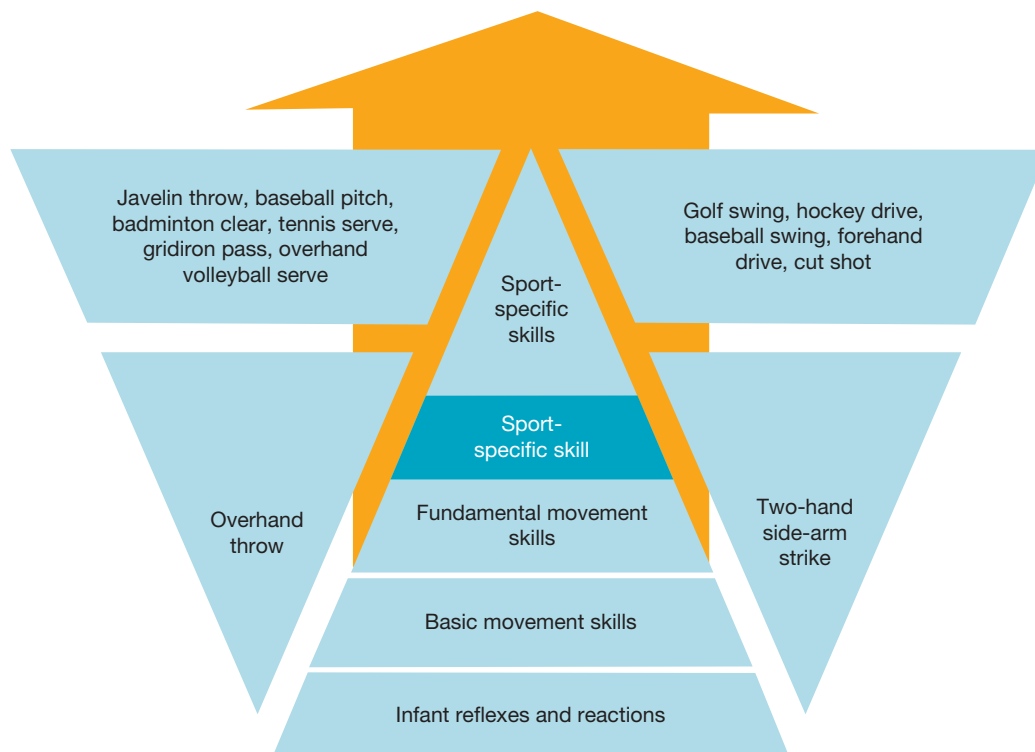 Javelin throw, baseball pitch,
badminton clear, tennis serve,
gridiron pass, overhand
volleyball serve
Golf swing, hockey drive,
baseball swing, forehand
drive, cut shot
Sport-
specific
skills
Sport-
specific skill
Overhand
throw
Fundamental movement
skills
Two-hand
side-arm
strike
Basic movement skills
Infant reflexes and reactions